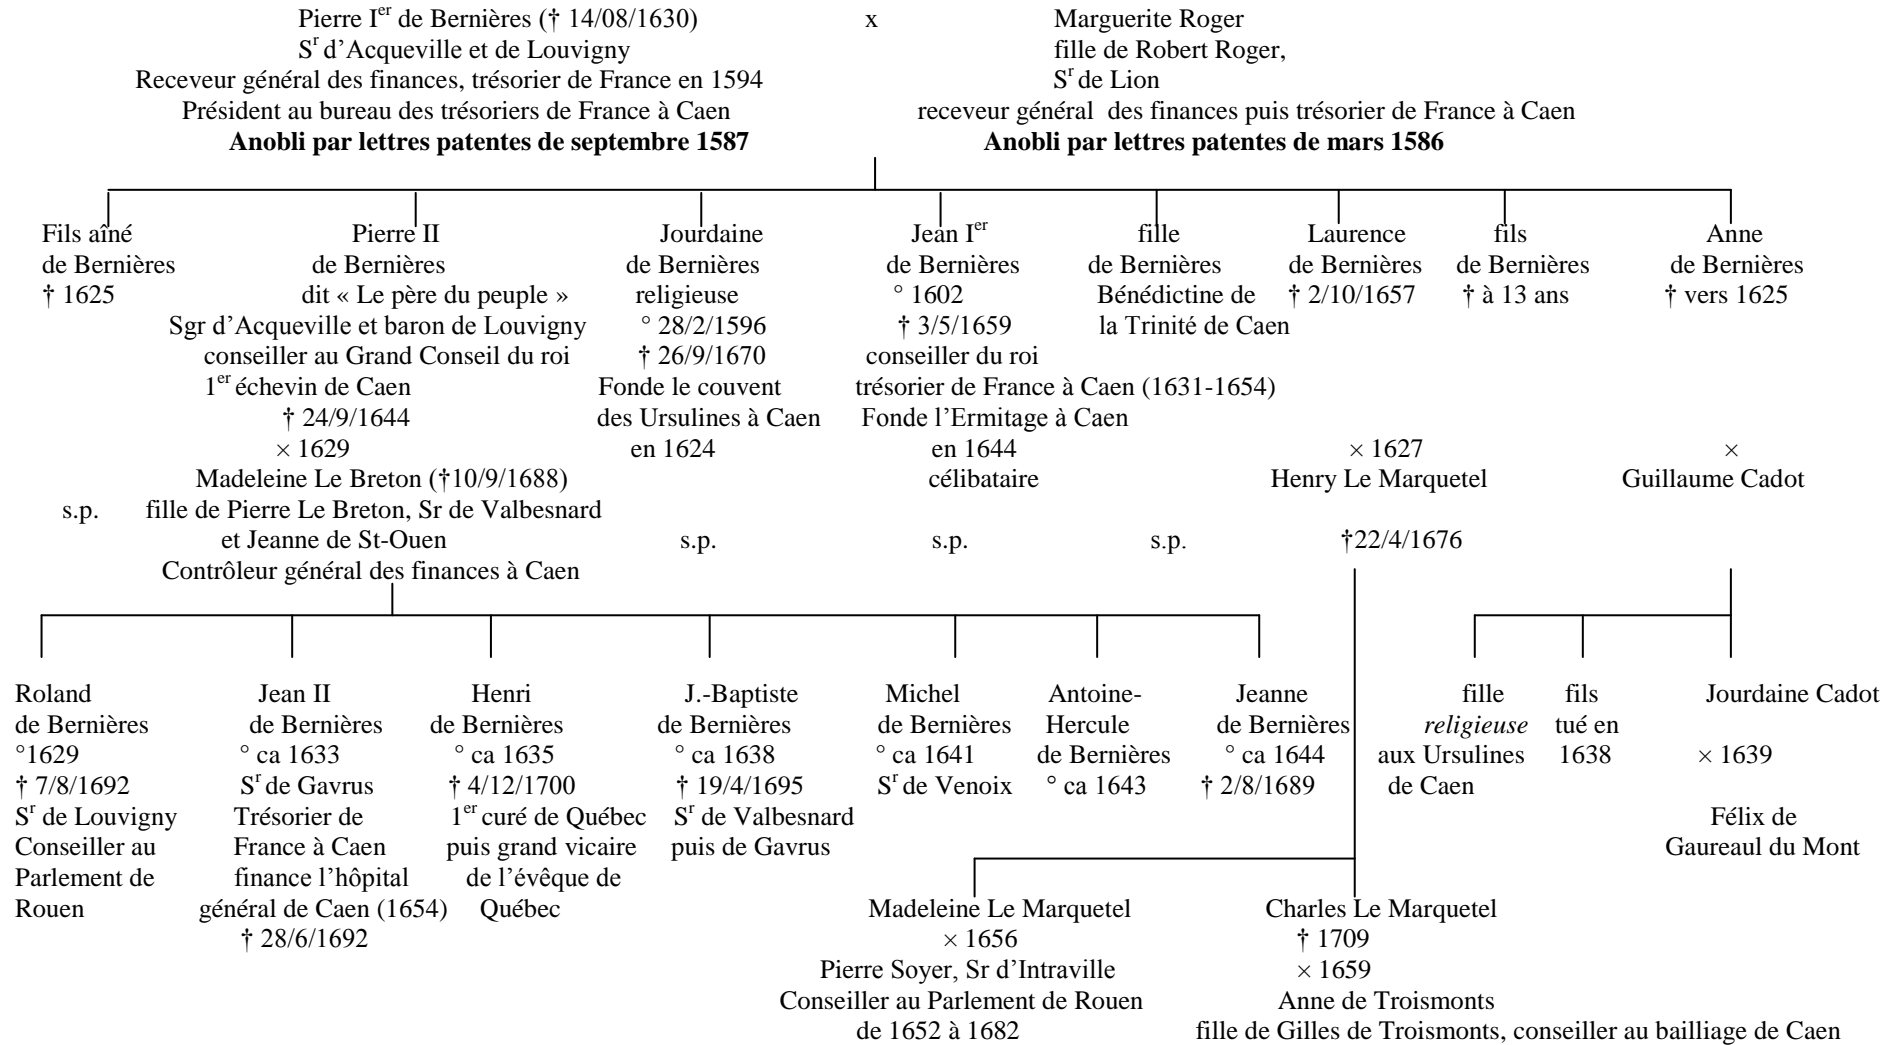 Pierre Ier de Bernières († 14/08/1630) x Marguerite Roger
Sr d’Acqueville et de Louvigny fille de Robert Roger,
Receveur général des finances, trésorier de France en 1594 Sr de Lion
Président au bureau des trésoriers de France à Caen receveur général des finances puis trésorier de France à Caen
Anobli par lettres patentes de septembre 1587 Anobli par lettres patentes de mars 1586
Fils aîné
de Bernières
† 1625
s.p.
Pierre II
de Bernières
dit « Le père du peuple »
Sgr d’Acqueville et baron de Louvigny
conseiller au Grand Conseil du roi
1er échevin de Caen
† 24/9/1644
× 1629
Madeleine Le Breton (†10/9/1688)
fille de Pierre Le Breton, Sr de Valbesnard
et Jeanne de St-Ouen
Contrôleur général des finances à Caen
Jourdaine
de Bernières
religieuse
° 28/2/1596
† 26/9/1670
Fonde le couvent
des Ursulines à Caen
en 1624
s.p.
Jean Ier
de Bernières
° 1602
† 3/5/1659
conseiller du roi
trésorier de France à Caen (1631-1654)
Fonde l’Ermitage à Caen
en 1644
célibataire
s.p.
fille
de Bernières
Bénédictine de
la Trinité de Caen
s.p.
Laurence
de Bernières
† 2/10/1657
× 1627
Henry Le Marquetel
†22/4/1676
fils
de Bernières
† à 13 ans
Anne
de Bernières
† vers 1625
×
Guillaume Cadot
Roland
de Bernières
°1629
† 7/8/1692
Sr de Louvigny
Conseiller au
Parlement de
Rouen
Jean II
de Bernières
° ca 1633
Sr de Gavrus
Trésorier de
France à Caen
finance l’hôpital
général de Caen (1654)
† 28/6/1692
Henri
de Bernières
° ca 1635
† 4/12/1700
1er curé de Québec
puis grand vicaire
de l’évêque de
Québec
J.-Baptiste
de Bernières
° ca 1638
† 19/4/1695
Sr de Valbesnard
puis de Gavrus
Michel
de Bernières
° ca 1641
Sr de Venoix
Antoine-
Hercule
de Bernières
° ca 1643
Jeanne
de Bernières
° ca 1644
† 2/8/1689
fille
religieuse
aux Ursulines
de Caen
fils
tué en
1638
Jourdaine Cadot
× 1639
Félix de
Gaureaul du Mont
Madeleine Le Marquetel
× 1656
Pierre Soyer, Sr d’Intraville
Conseiller au Parlement de Rouen
de 1652 à 1682
Charles Le Marquetel
† 1709
× 1659
Anne de Troismonts
fille de Gilles de Troismonts, conseiller au bailliage de Caen